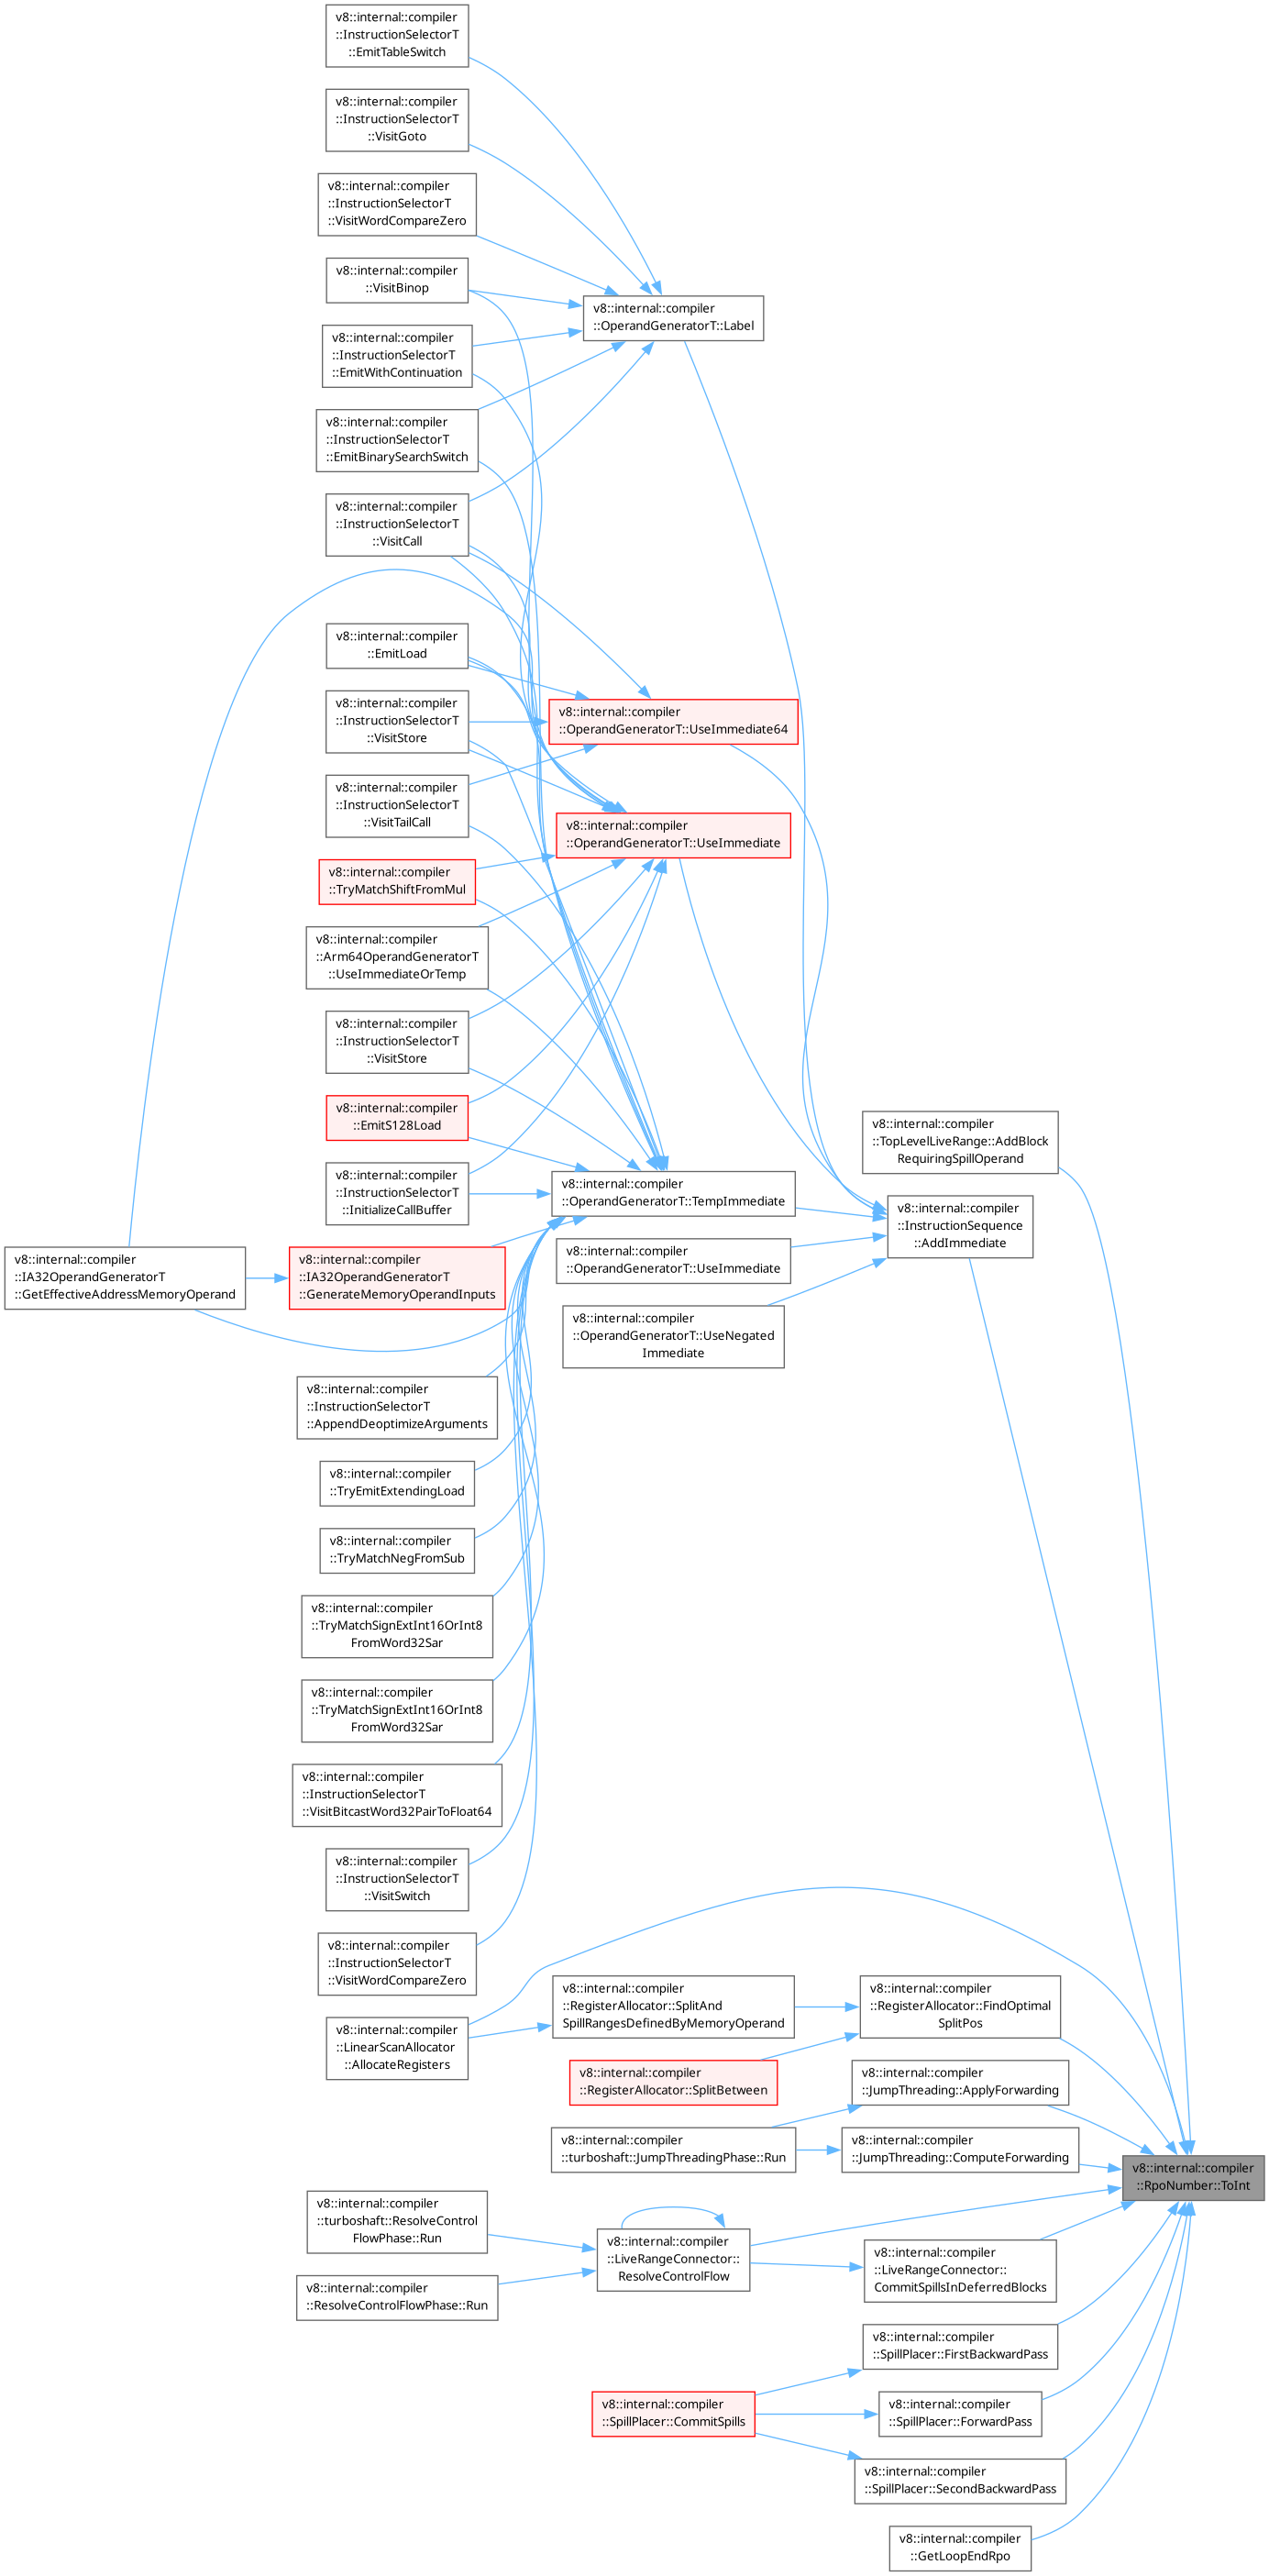 v8::internal::compiler
::InstructionSelectorT
::EmitTableSwitch
v8::internal::compiler
::InstructionSelectorT
::VisitGoto
v8::internal::compiler
::InstructionSelectorT
::VisitWordCompareZero
v8::internal::compiler
::VisitBinop
v8::internal::compiler
::OperandGeneratorT::Label
v8::internal::compiler
::InstructionSelectorT
::EmitWithContinuation
v8::internal::compiler
::InstructionSelectorT
::EmitBinarySearchSwitch
v8::internal::compiler
::InstructionSelectorT
::VisitCall
v8::internal::compiler
::EmitLoad
v8::internal::compiler
::InstructionSelectorT
::VisitStore
v8::internal::compiler
::OperandGeneratorT::UseImmediate64
v8::internal::compiler
::InstructionSelectorT
::VisitTailCall
v8::internal::compiler
::OperandGeneratorT::UseImmediate
v8::internal::compiler
::TryMatchShiftFromMul
v8::internal::compiler
::Arm64OperandGeneratorT
::UseImmediateOrTemp
v8::internal::compiler
::InstructionSelectorT
::VisitStore
v8::internal::compiler
::EmitS128Load
v8::internal::compiler
::TopLevelLiveRange::AddBlock
RequiringSpillOperand
v8::internal::compiler
::InstructionSelectorT
::InitializeCallBuffer
v8::internal::compiler
::OperandGeneratorT::TempImmediate
v8::internal::compiler
::InstructionSequence
::AddImmediate
v8::internal::compiler
::IA32OperandGeneratorT
::GetEffectiveAddressMemoryOperand
v8::internal::compiler
::IA32OperandGeneratorT
::GenerateMemoryOperandInputs
v8::internal::compiler
::OperandGeneratorT::UseImmediate
v8::internal::compiler
::OperandGeneratorT::UseNegated
Immediate
v8::internal::compiler
::InstructionSelectorT
::AppendDeoptimizeArguments
v8::internal::compiler
::TryEmitExtendingLoad
v8::internal::compiler
::TryMatchNegFromSub
v8::internal::compiler
::TryMatchSignExtInt16OrInt8
FromWord32Sar
v8::internal::compiler
::TryMatchSignExtInt16OrInt8
FromWord32Sar
v8::internal::compiler
::InstructionSelectorT
::VisitBitcastWord32PairToFloat64
v8::internal::compiler
::InstructionSelectorT
::VisitSwitch
v8::internal::compiler
::InstructionSelectorT
::VisitWordCompareZero
v8::internal::compiler
::LinearScanAllocator
::AllocateRegisters
v8::internal::compiler
::RegisterAllocator::SplitAnd
SpillRangesDefinedByMemoryOperand
v8::internal::compiler
::RegisterAllocator::FindOptimal
SplitPos
v8::internal::compiler
::RegisterAllocator::SplitBetween
v8::internal::compiler
::JumpThreading::ApplyForwarding
v8::internal::compiler
::turboshaft::JumpThreadingPhase::Run
v8::internal::compiler
::JumpThreading::ComputeForwarding
v8::internal::compiler
::RpoNumber::ToInt
v8::internal::compiler
::turboshaft::ResolveControl
FlowPhase::Run
v8::internal::compiler
::LiveRangeConnector::
ResolveControlFlow
v8::internal::compiler
::LiveRangeConnector::
CommitSpillsInDeferredBlocks
v8::internal::compiler
::ResolveControlFlowPhase::Run
v8::internal::compiler
::SpillPlacer::FirstBackwardPass
v8::internal::compiler
::SpillPlacer::CommitSpills
v8::internal::compiler
::SpillPlacer::ForwardPass
v8::internal::compiler
::SpillPlacer::SecondBackwardPass
v8::internal::compiler
::GetLoopEndRpo